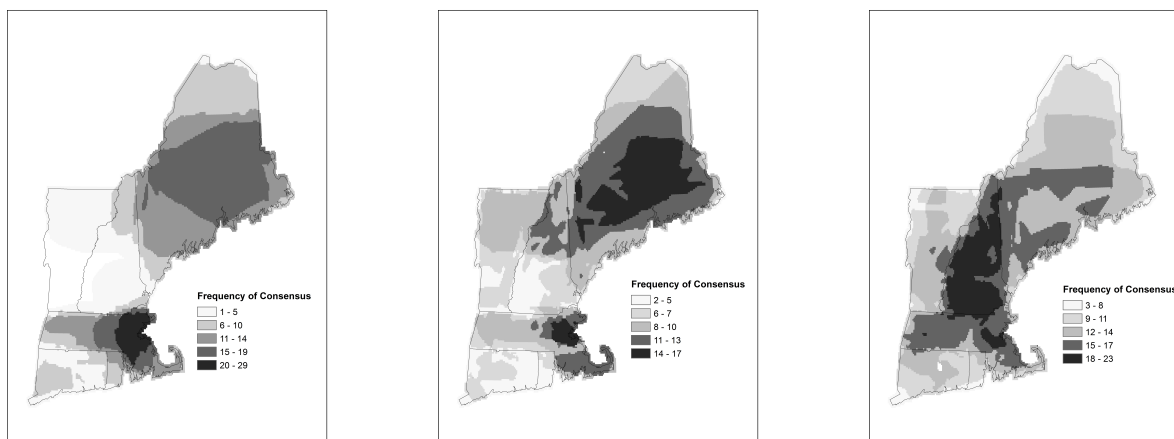 Frequency of Consensus
1 - 5
6 - 10
11 - 14
15 - 19
20 - 29
Frequency of Consensus
2 - 5
6 - 7
8 - 10
11 - 13
14 - 17
Frequency of Consensus
3 - 8
9 - 11
12 - 14
15 - 17
18 - 23